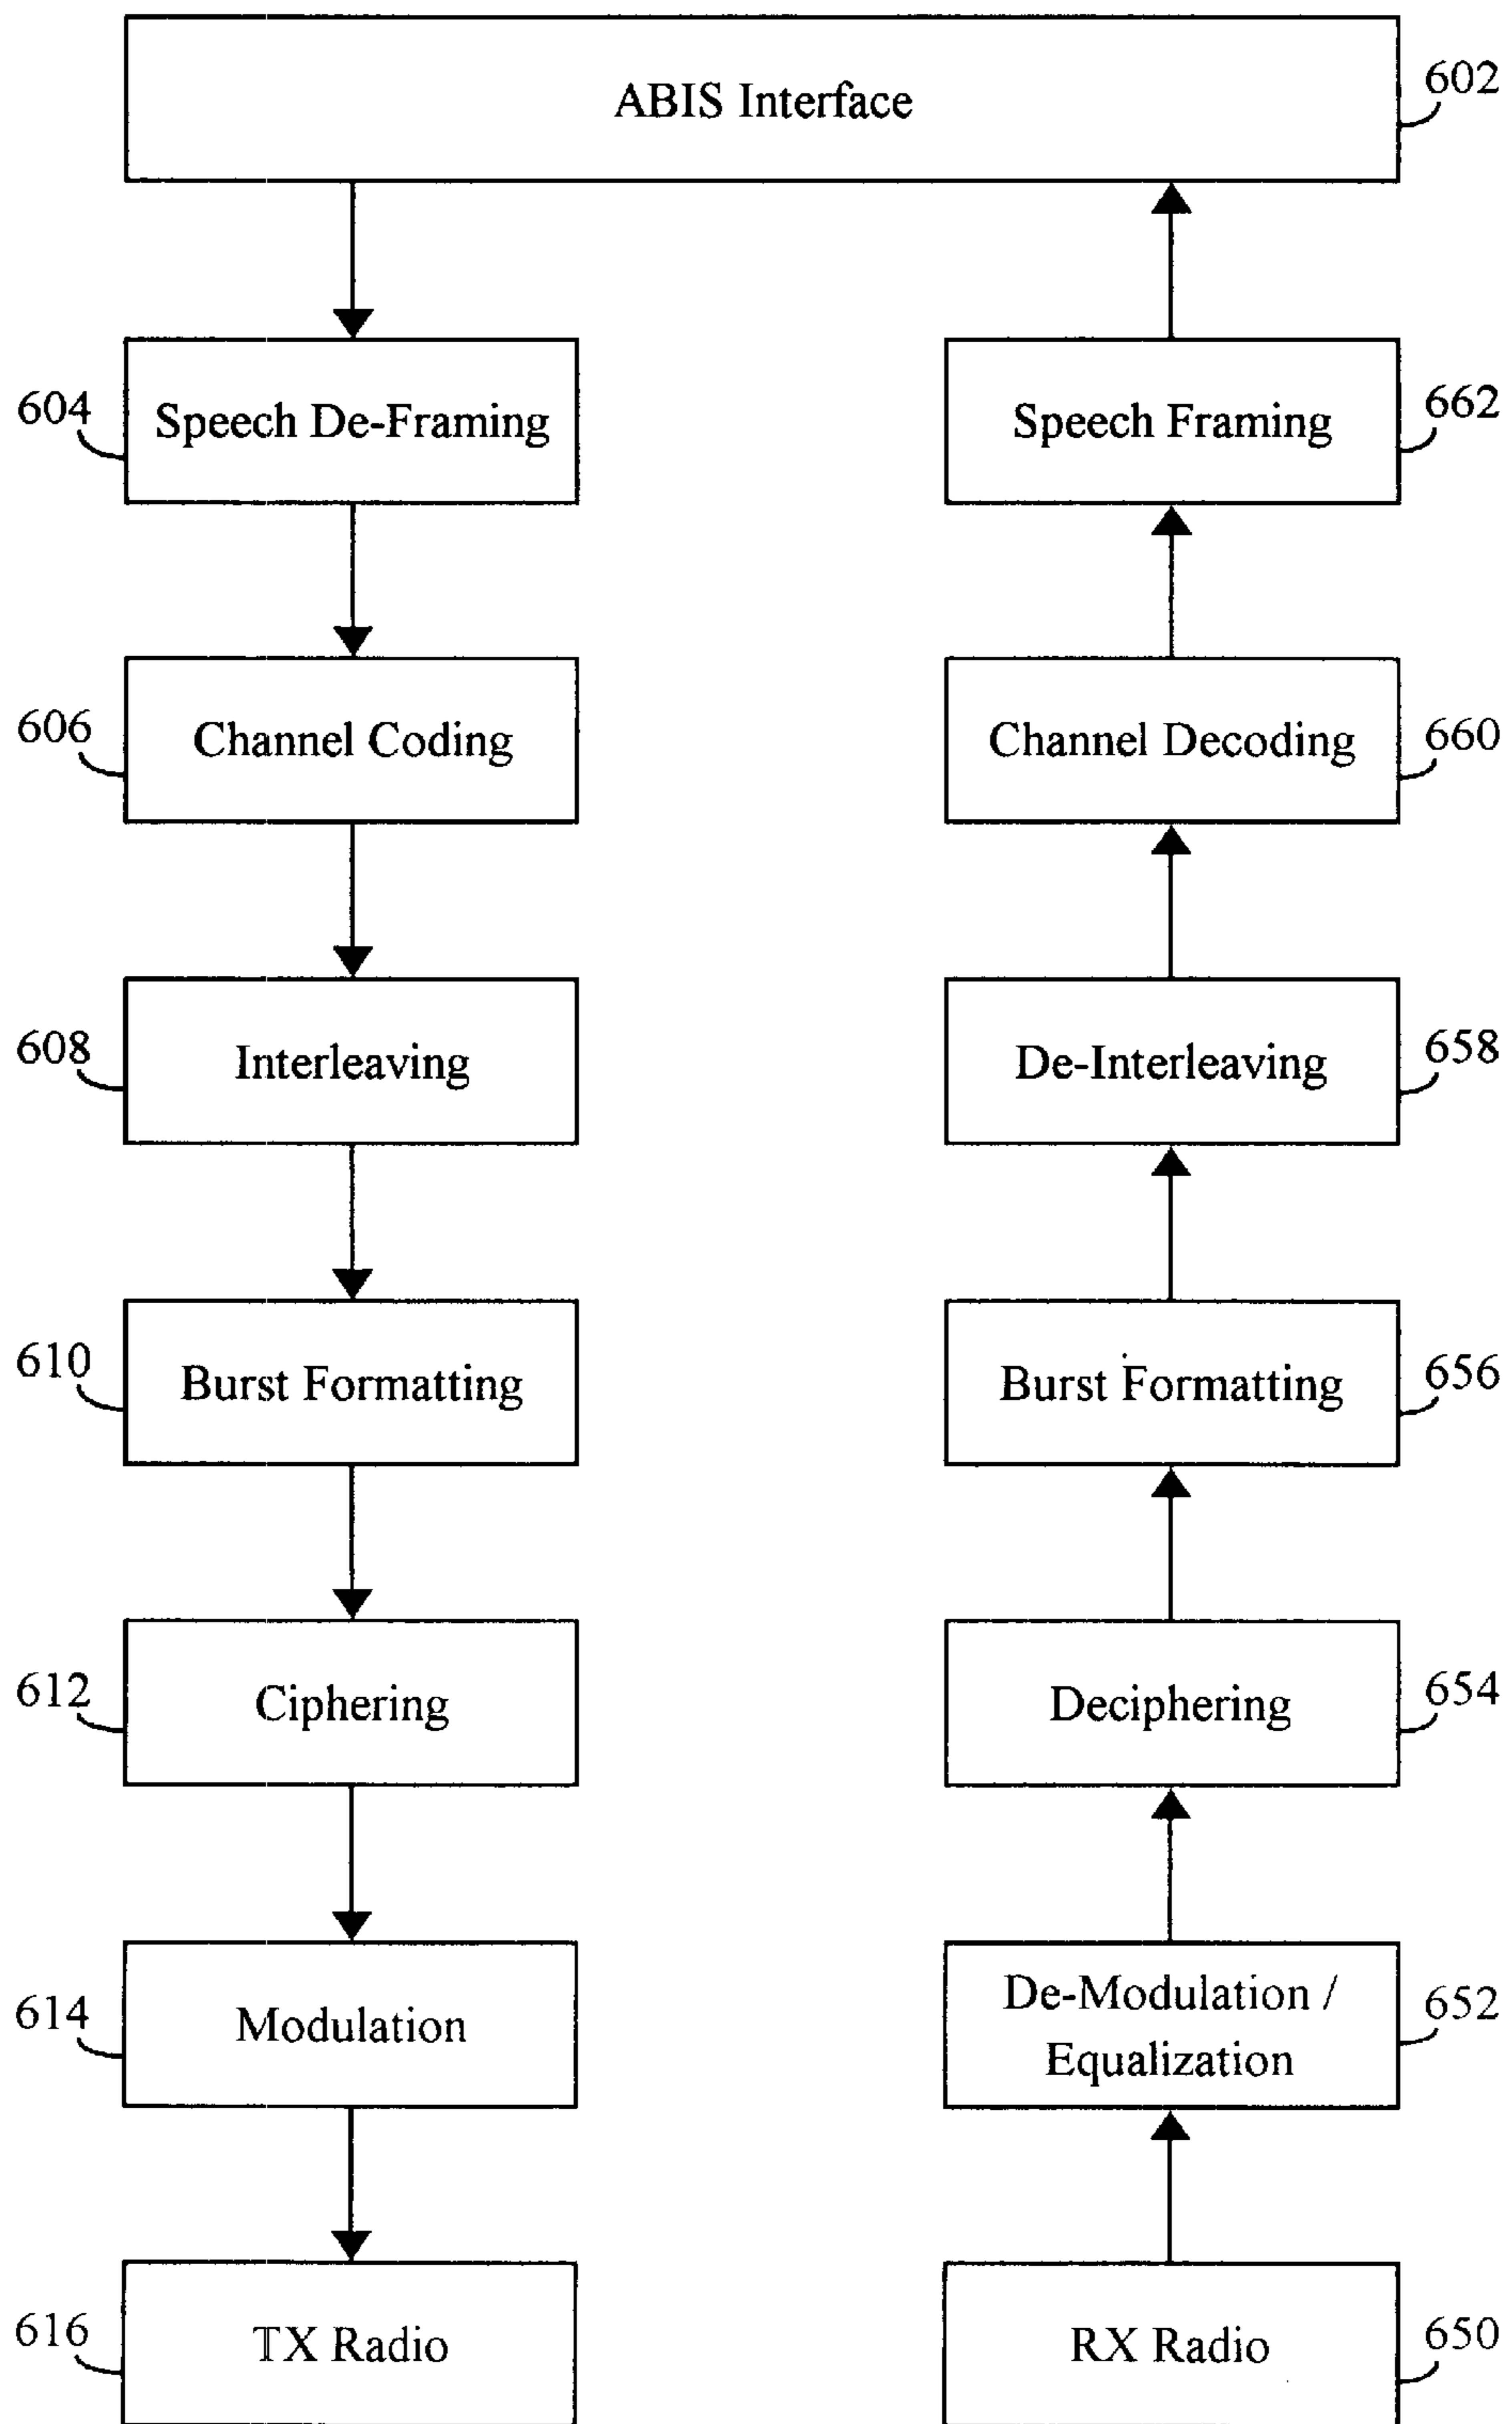 ABIS Interface
602
604
Speech De-Framing
Speech Framing
662
606
Channel Coding
Channel Decoding
660
608
Interleaving
De-Interleaving
658
610
Burst Formatting
Burst Formatting
656
612
Ciphering
Deciphering
654
614
Modulation
De-Modulation /
Equalization
652
616
TX Radio
RX Radio
650